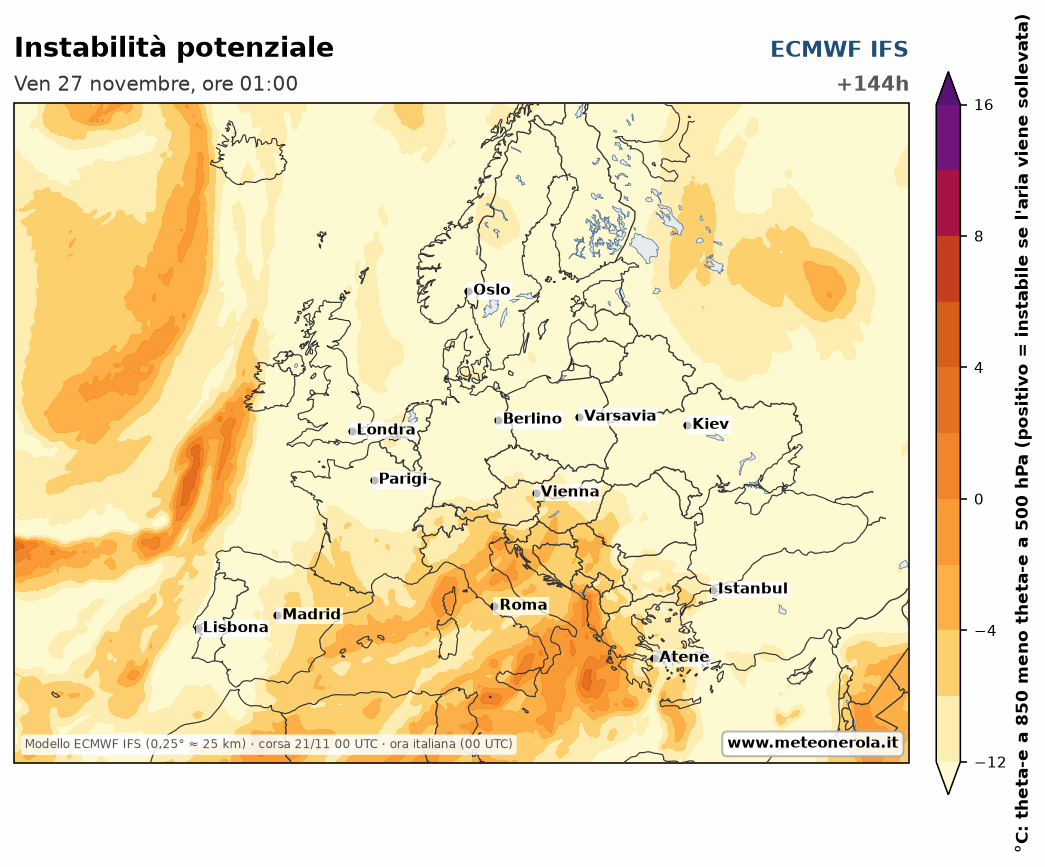 Instabilità potenziale
ECMWF IFS
Ven 27 novembre, ore 01:00
+144h
Oslo
Berlino
Varsavia
Kiev
Londra
Parigi
Vienna
Istanbul
Roma
Madrid
Lisbona
Atene
Modello ECMWF IFS (0,25° ≈ 25 km) · corsa 21/11 00 UTC · ora italiana (00 UTC)
www.meteonerola.it
16
8
4
0
−4
−12
°C: theta-e a 850 meno theta-e a 500 hPa (positivo = instabile se l'aria viene sollevata)